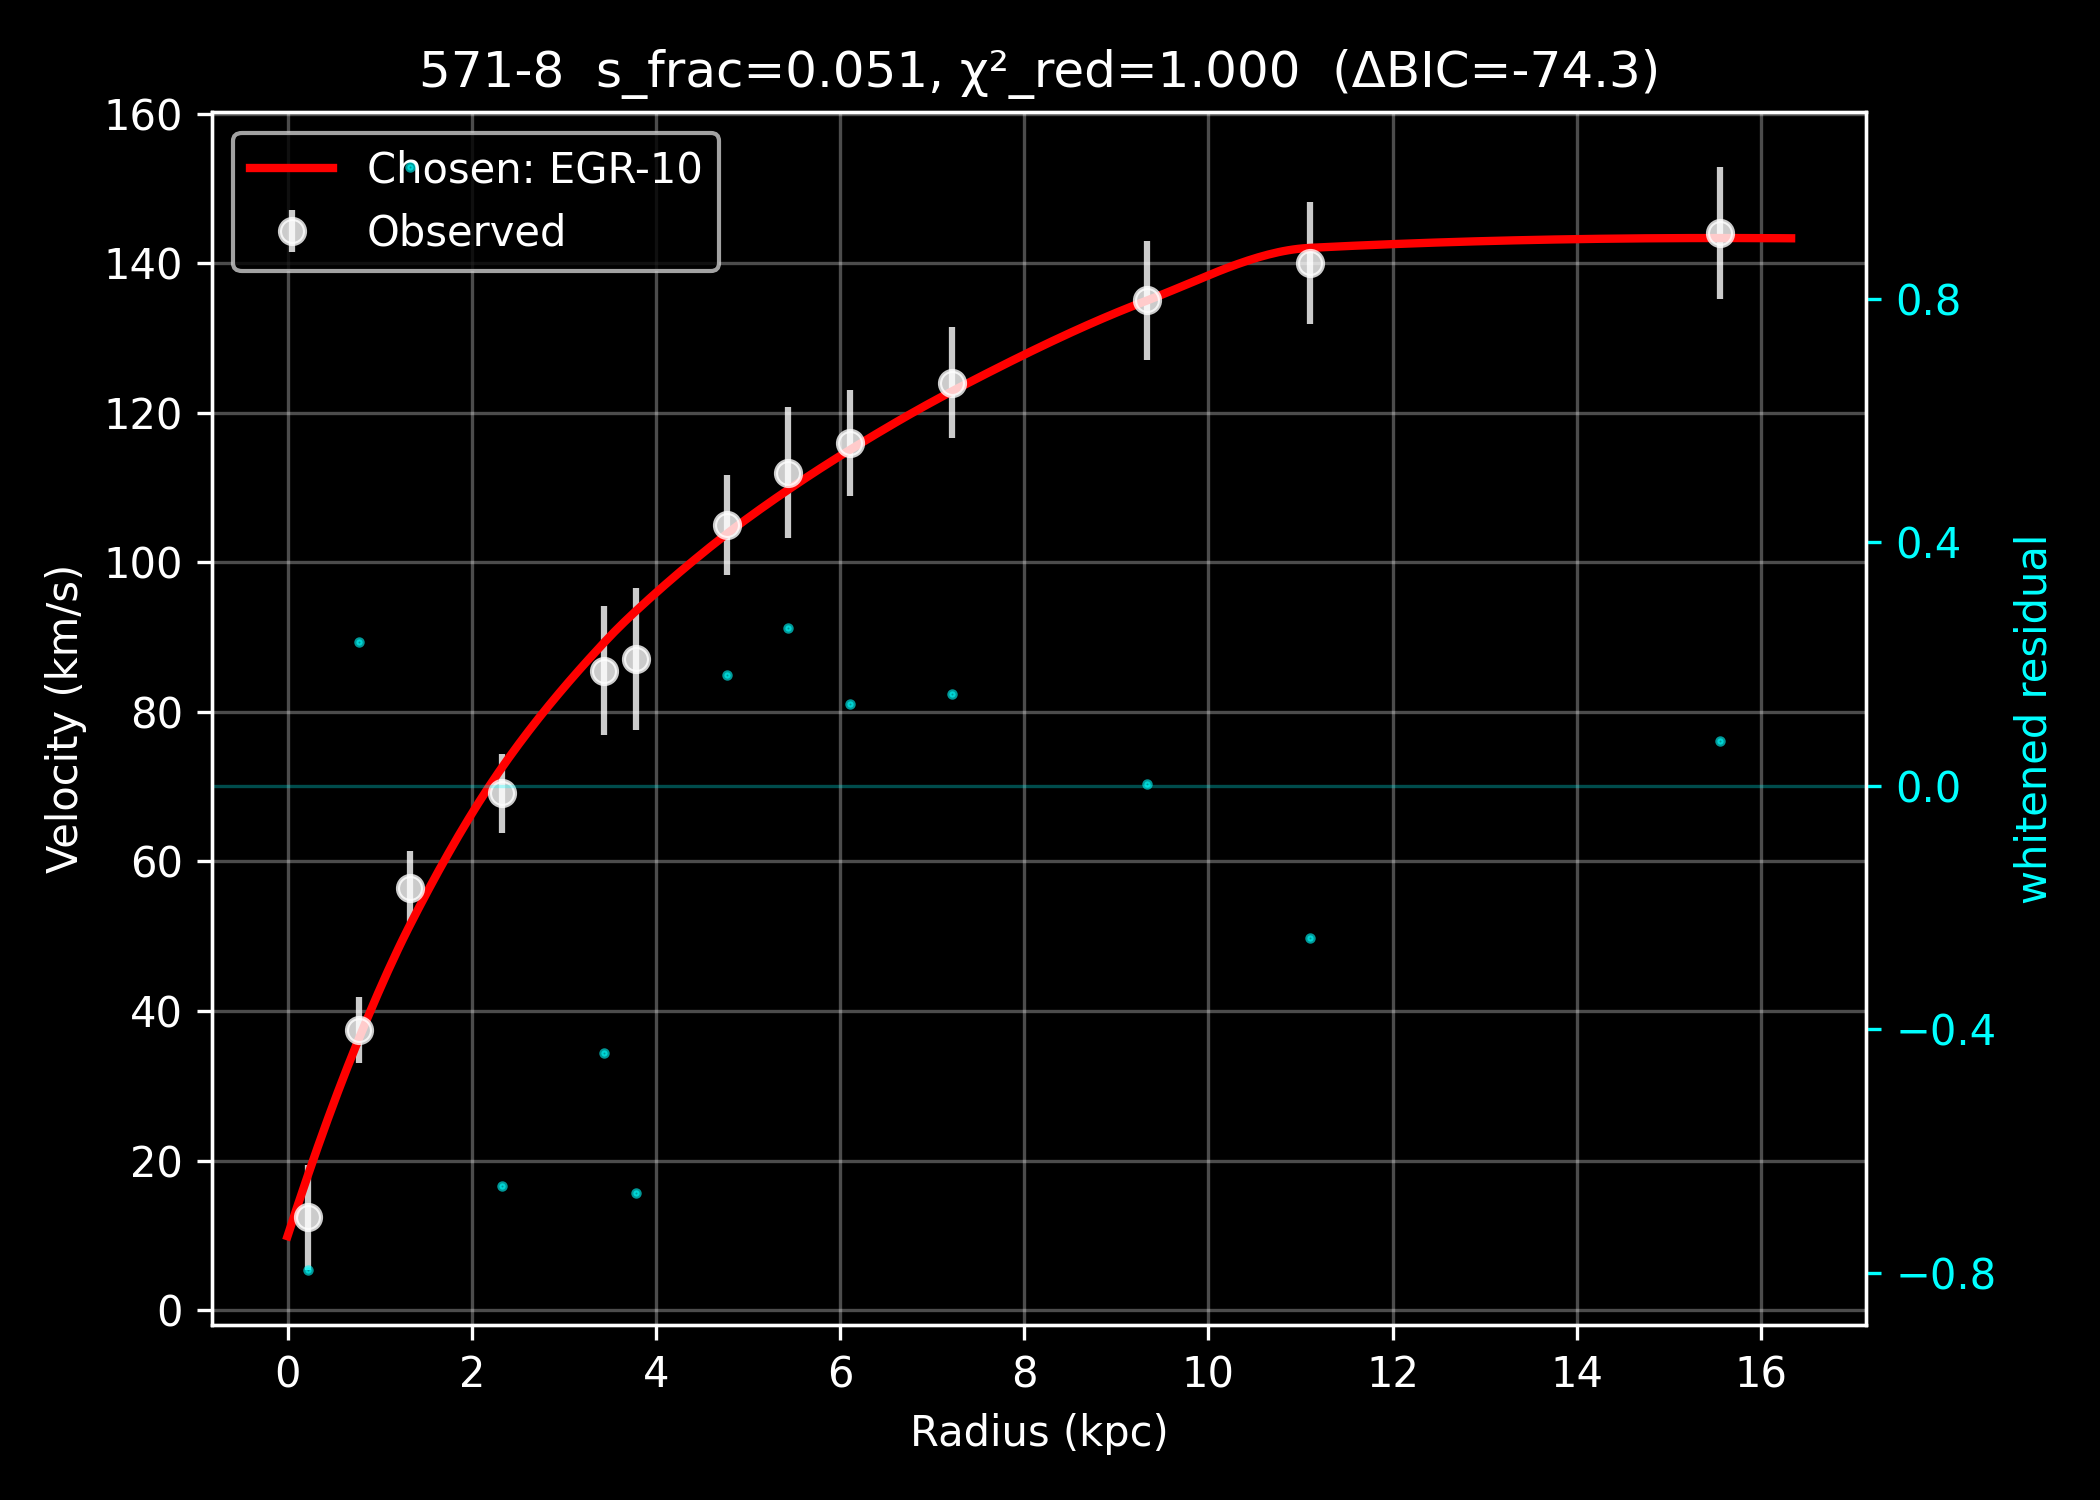 571-8  s_frac=0.051, χ²_red=1.000  (ΔBIC=-74.3)
Chosen: EGR-10
Observed
160
140
120
100
80
60
40
20
0
Velocity (km/s)
0.8
0.4
0.0
−0.4
−0.8
whitened residual
0 2 4 6 8 10 12 14 16
Radius (kpc)